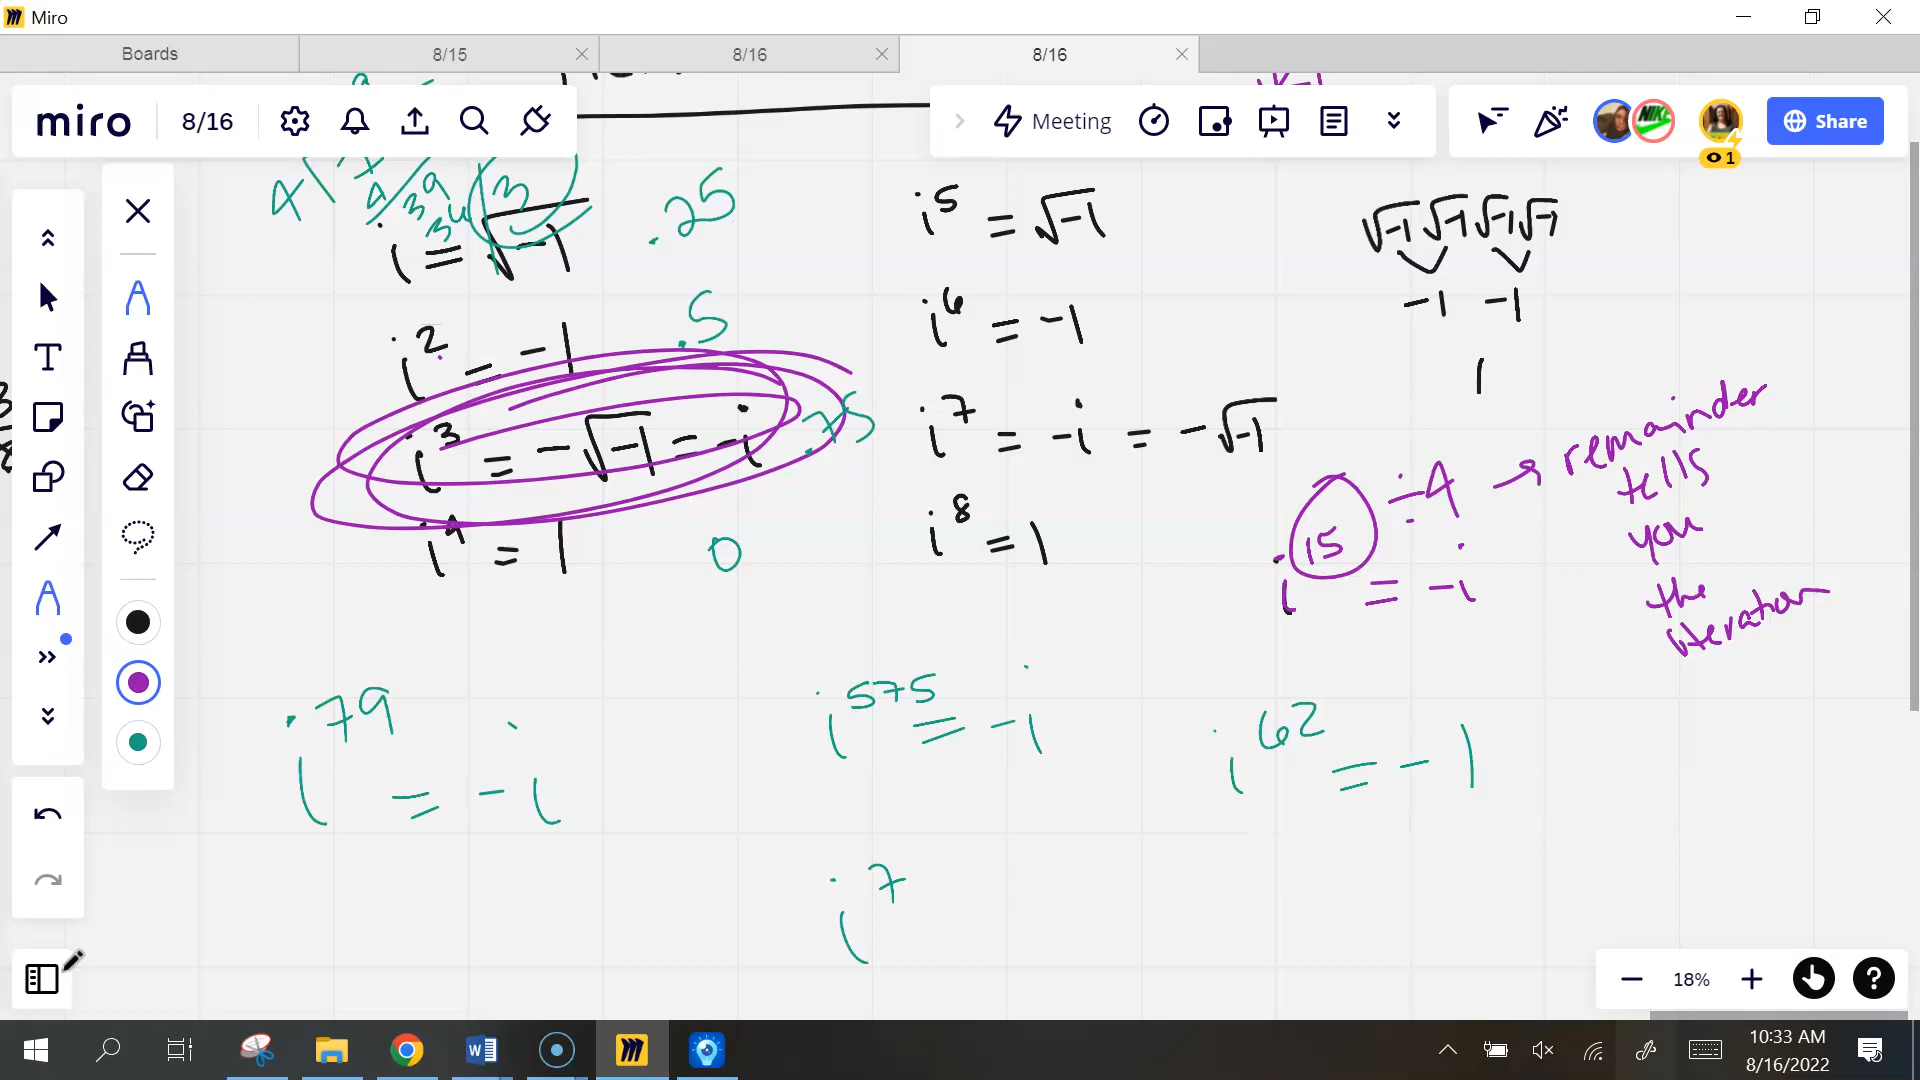 Miro
Boards
8/15
8/16
8/16
miro
8/16
Meeting
NIKE
Share
1
.25
i = √-1
i² = -1
.5
i³ = -√-1 = -i
.75
i⁴ = 1
0
i⁵ = √-1
i⁶ = -1
i⁷ = -i = -√-1
i⁸ = 1
√-1 √-1 √-1 √-1
-1 -1
1
÷4 → remainder
tells
you
the
iteration
i¹⁵ = -i
i⁷⁹ = -i
i⁵⁷⁵ = -i
i⁶² = -1
i⁷
18%
10:33 AM
8/16/2022